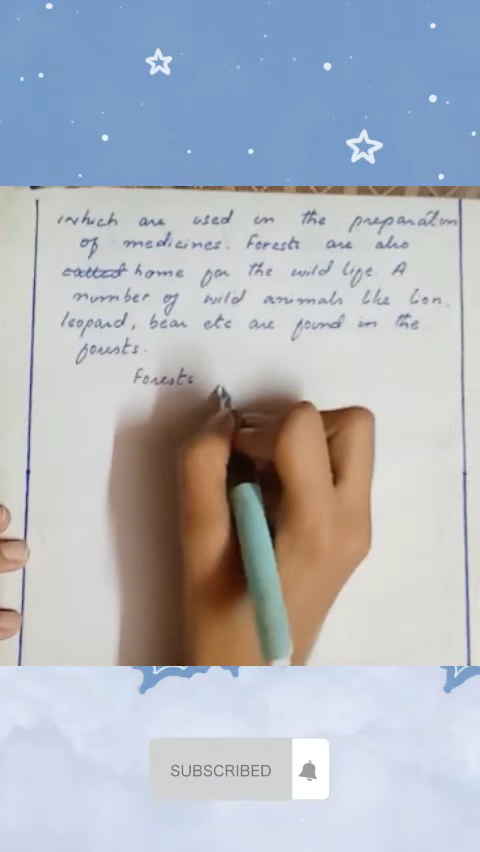 which are used in the preparation
of medicines. Forests are also
called home for the wild life. A
number of wild animals like lion,
leopard, bear etc are found in the
forests.
Forests
SUBSCRIBED